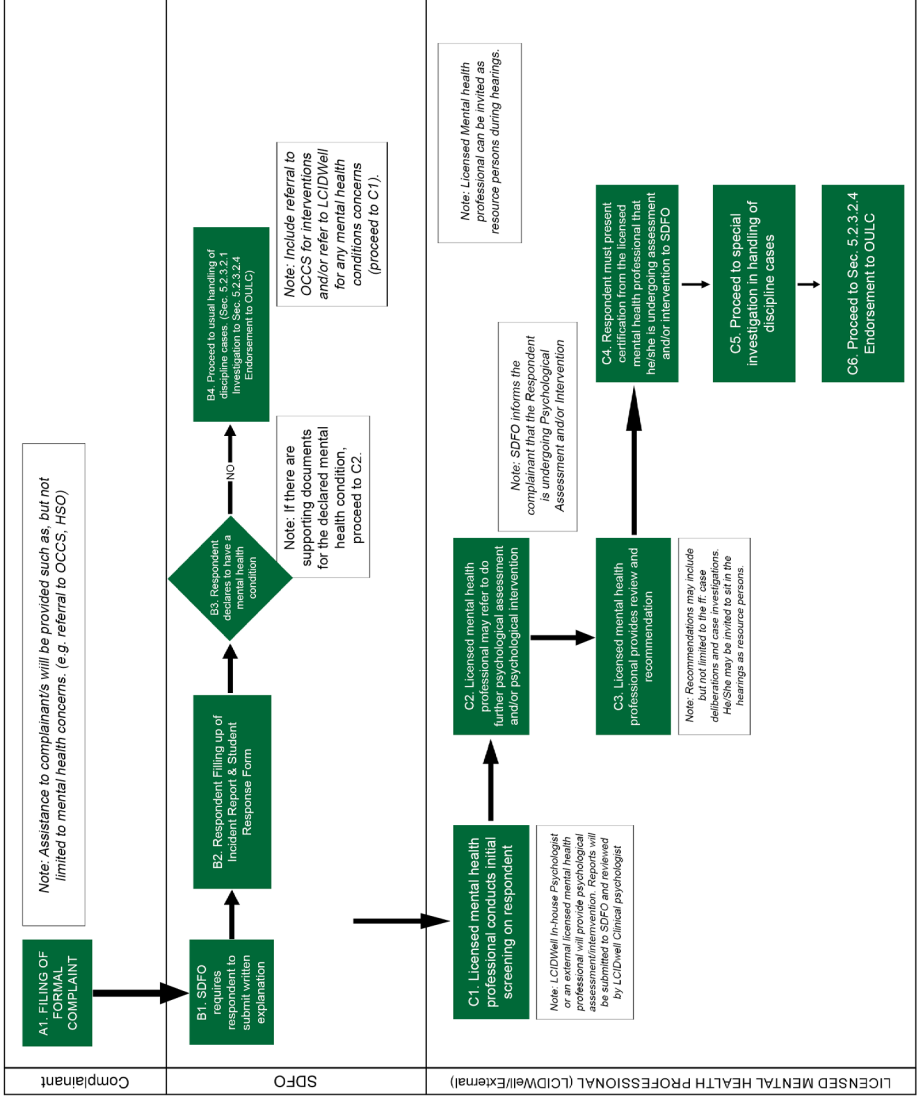 Complainant
A1. FILING OF
FORMAL
COMPLAINT
Note: Assistance to complainant/s will be provided such as, but not
limited to mental health concerns. (e.g. referral to OCCS, HSO)
SDFO
B1. SDFO
requires
respondent to
submit written
explanation
B2. Respondent Filling up of
Incident Report & Student
Response Form
B3. Respondent
declares to have a
mental health
condition
NO
Note: If there are
supporting documents
for the declared mental
health condition,
proceed to C2.
B4. Proceed to usual handling of
discipline cases. (Sec. 5.2.3.2.1
Investigation to Sec. 5.2.3.2.4
Endorsement to OULC)
Note: Include referral to
OCCS for interventions
and/or refer to LCIDWell
for any mental health
conditions concerns
(proceed to C1).
LICENSED MENTAL HEALTH PROFESSIONAL (LCIDWell/External)
C1. Licensed mental health
professional conducts initial
screening on respondent
Note: LCIDWell In-house Psychologist
or an external licensed mental health
professional will provide psychological
assessment/internvention. Reports will
be submitted to SDFO and reviewed
by LCIDwell Clinical psychologist
C2. Licensed mental health
professional may refer to do
further psychological assessment
and/or psychological intervention
Note: SDFO informs the
complainant that the Respondent
is undergoing Psychological
Assessment and/or Intervention
C3. Licensed mental health
professional provides review and
recommendation
Note: Recommendations may include
but not limited to the ff: case
deliberations and case investigations.
He/She may be invited to sit in the
hearings as resource persons.
Note: Licensed Mental health
professional can be invited as
resource persons during hearings.
C4. Respondent must present
certification from the licensed
mental health professional that
he/she is undergoing assessment
and/or intervention to SDFO
C5. Proceed to special
investigation in handling of
discipline cases
C6. Proceed to Sec. 5.2.3.2.4
Endorsement to OULC